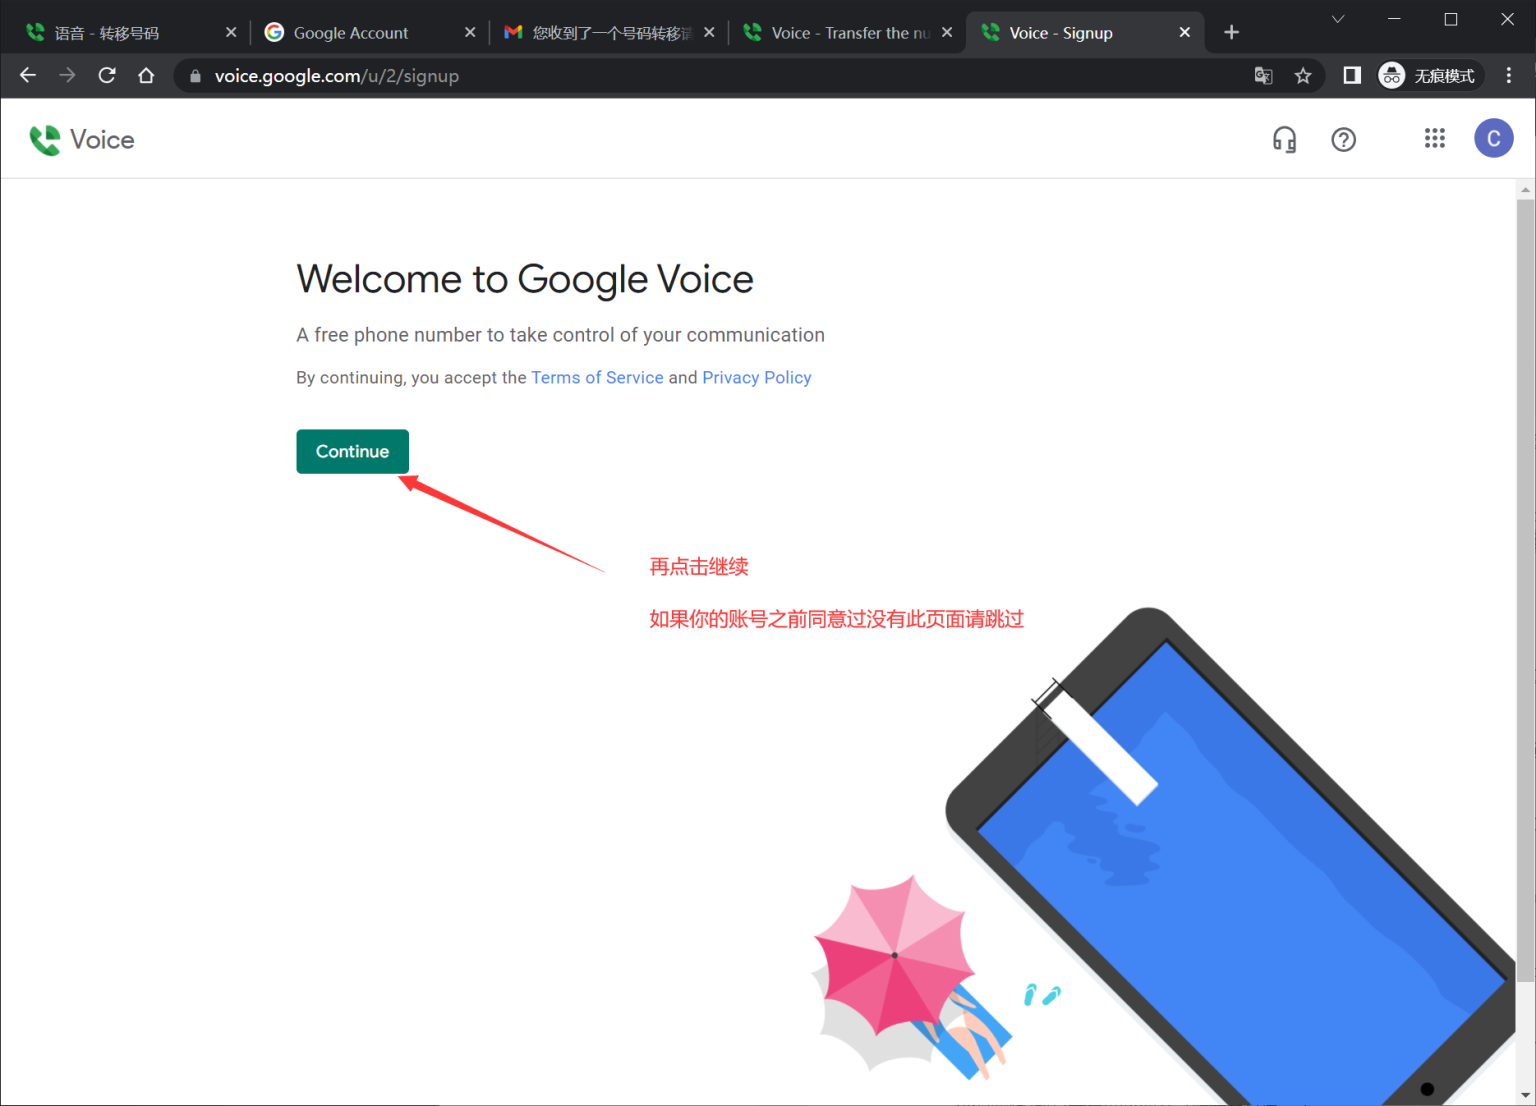 语音 - 转移号码
Google Account
您收到了一个号码转移请
Voice - Transfer the nu
Voice - Signup
voice.google.com/u/2/signup
无痕模式
Voice
C
Welcome to Google Voice
A free phone number to take control of your communication
By continuing, you accept the Terms of Service and Privacy Policy
Continue
再点击继续
如果你的账号之前同意过没有此页面请跳过